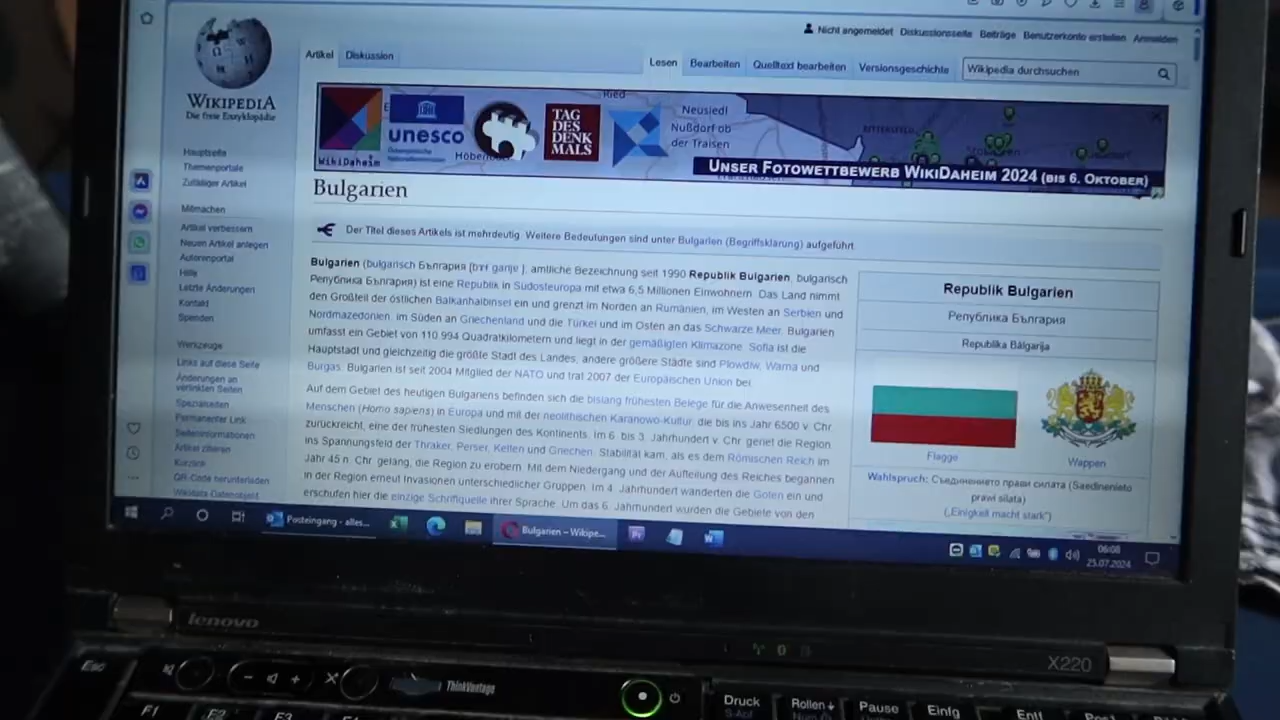 Nicht angemeldet Diskussionsseite Beiträge Benutzerkonto erstellen Anmelden
Artikel Diskussion
Lesen Bearbeiten Quelltext bearbeiten Versionsgeschichte
Wikipedia durchsuchen
WIKIPEDIA
Die freie Enzyklopädie
Hauptseite
Themenportale
Zufälliger Artikel
Mitmachen
Artikel verbessern
Neuen Artikel anlegen
Autorenportal
Hilfe
Letzte Änderungen
Kontakt
Spenden
Werkzeuge
Links auf diese Seite
Änderungen an
verlinkten Seiten
Spezialseiten
Permanenter Link
Seiteninformationen
Artikel zitieren
Kurzlink
QR-Code herunterladen
Wikidata-Datenobjekt
WikiDaheim
unesco
TAG
DES
DENK
MALS
Ried
Neusiedl
Nußdorf ob
der Traisen
UNSER FOTOWETTBEWERB WIKIDAHEIM 2024 (BIS 6. OKTOBER)
Bulgarien
Der Titel dieses Artikels ist mehrdeutig. Weitere Bedeutungen sind unter Bulgarien (Begriffsklärung) aufgeführt.
Bulgarien (bulgarisch България, amtliche Bezeichnung seit 1990 Republik Bulgarien, bulgarisch
Република България) ist eine Republik in Südosteuropa mit etwa 6,5 Millionen Einwohnern. Das Land nimmt
den Großteil der östlichen Balkanhalbinsel ein und grenzt im Norden an Rumänien, im Westen an Serbien und
Nordmazedonien, im Süden an Griechenland und die Türkei und im Osten an das Schwarze Meer. Bulgarien
umfasst ein Gebiet von 110.994 Quadratkilometern und liegt in der gemäßigten Klimazone. Sofia ist die
Hauptstadt und gleichzeitig die größte Stadt des Landes, andere größere Städte sind Plowdiw, Warna und
Burgas. Bulgarien ist seit 2004 Mitglied der NATO und trat 2007 der Europäischen Union bei.
Auf dem Gebiet des heutigen Bulgariens befinden sich die bislang frühesten Belege für die Anwesenheit des
Menschen (Homo sapiens) in Europa und mit der neolithischen Karanowo-Kultur, die bis ins Jahr 6500 v. Chr.
zurückreicht, eine der frühesten Siedlungen des Kontinents. Im 6. bis 3. Jahrhundert v. Chr. geriet die Region
ins Spannungsfeld der Thraker, Perser, Kelten und Griechen. Stabilität kam, als es dem Römischen Reich im
Jahr 45 n. Chr. gelang, die Region zu erobern. Mit dem Niedergang und der Aufteilung des Reiches begannen
in der Region erneut Invasionen unterschiedlicher Gruppen. Im 4. Jahrhundert wanderten die Goten ein und
erschufen hier die einzige Schriftquelle ihrer Sprache. Um das 6. Jahrhundert wurden die Gebiete von den
Republik Bulgarien
Република България
Republika Bălgarija
Flagge
Wappen
Wahlspruch: Съединението прави силата (Saedinenieto
prawi silata)
(„Einigkeit macht stark“)
Posteingang - alles...
Bulgarien – Wikipe...
06:08
25.07.2024
lenovo
X220
Esc
ThinkVantage
Druck
Rollen
Pause
Einfg
Entf
F1
F2
F3